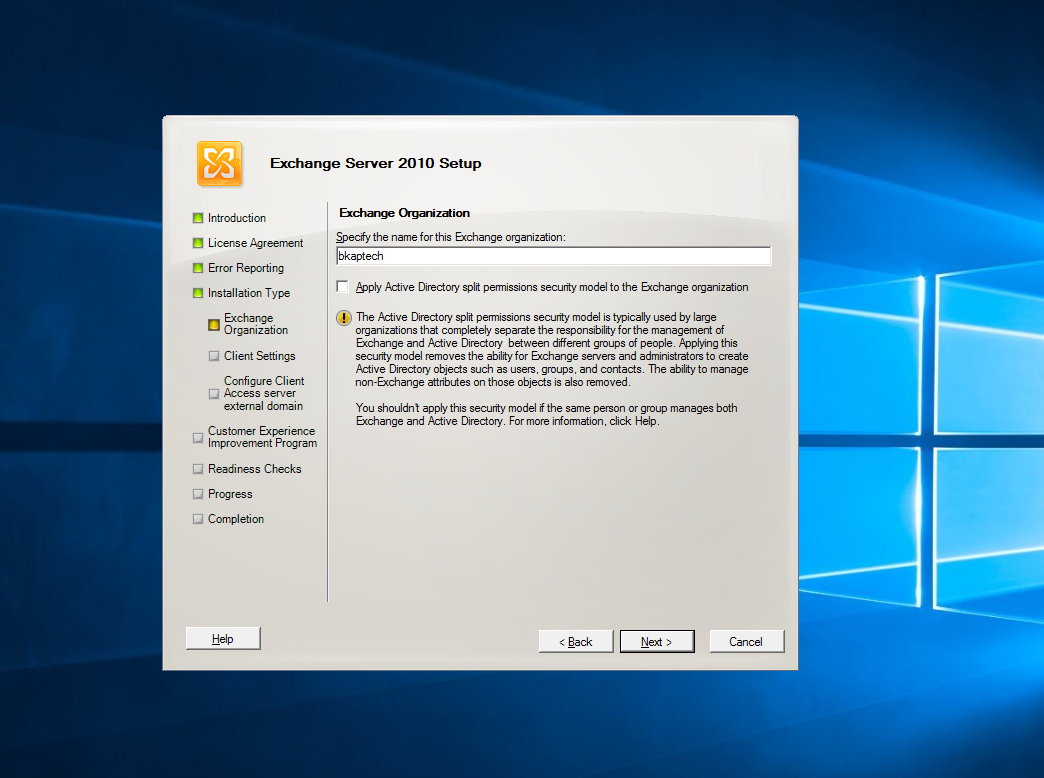 Exchange Server 2010 Setup
Introduction
License Agreement
Error Reporting
Installation Type
Exchange
Organization
Client Settings
Configure Client
Access server
external domain
Customer Experience
Improvement Program
Readiness Checks
Progress
Completion
Exchange Organization
Specify the name for this Exchange organization:
bkaptech
Apply Active Directory split permissions security model to the Exchange organization
The Active Directory split permissions security model is typically used by large
organizations that completely separate the responsibility for the management of
Exchange and Active Directory  between different groups of people. Applying this
security model removes the ability for Exchange servers and administrators to create
Active Directory objects such as users, groups, and contacts. The ability to manage
non-Exchange attributes on those objects is also removed.
You shouldn't apply this security model if the same person or group manages both
Exchange and Active Directory. For more information, click Help.
Help
< Back
Next >
Cancel